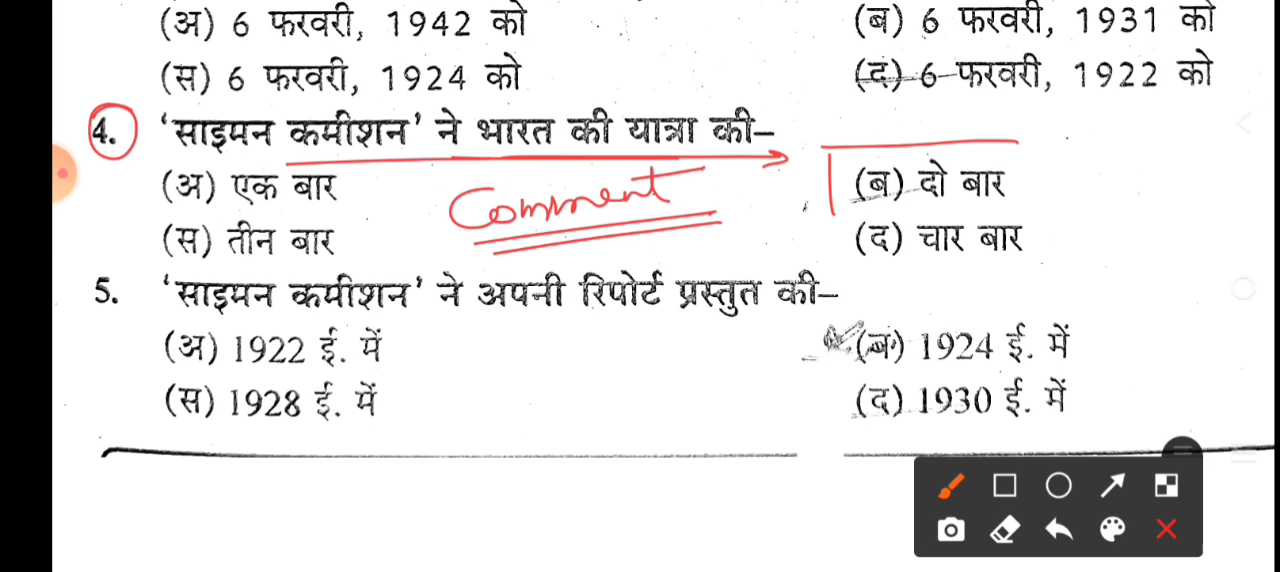 (अ) 6 फरवरी, 1942 को (ब) 6 फरवरी, 1931 को
(स) 6 फरवरी, 1924 को (द) 6 फरवरी, 1922 को
4. ‘साइमन कमीशन’ ने भारत की यात्रा की–
(अ) एक बार (ब) दो बार
Comment
(स) तीन बार (द) चार बार
5. ‘साइमन कमीशन’ ने अपनी रिपोर्ट प्रस्तुत की–
(अ) 1922 ई. में (ब) 1924 ई. में
(स) 1928 ई. में (द) 1930 ई. में